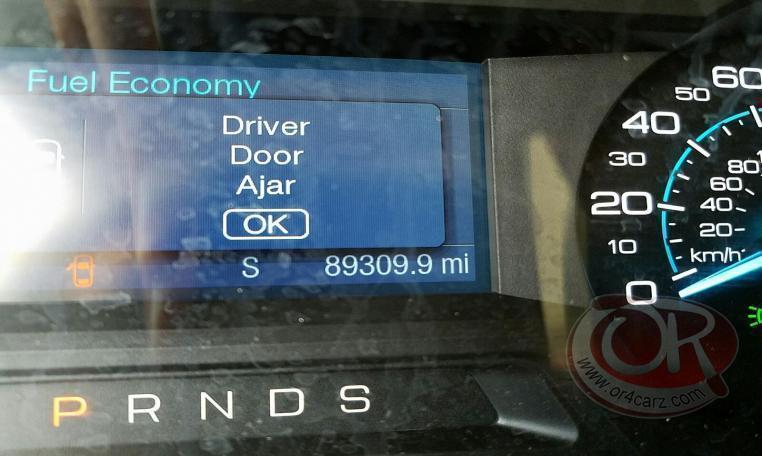 Fuel Economy
Driver
Door
Ajar
OK
S 89309.9 mi
P R N D S
0
10
20
30
40
50
60
20
40
60
80
km/h
OR
www.or4carz.com